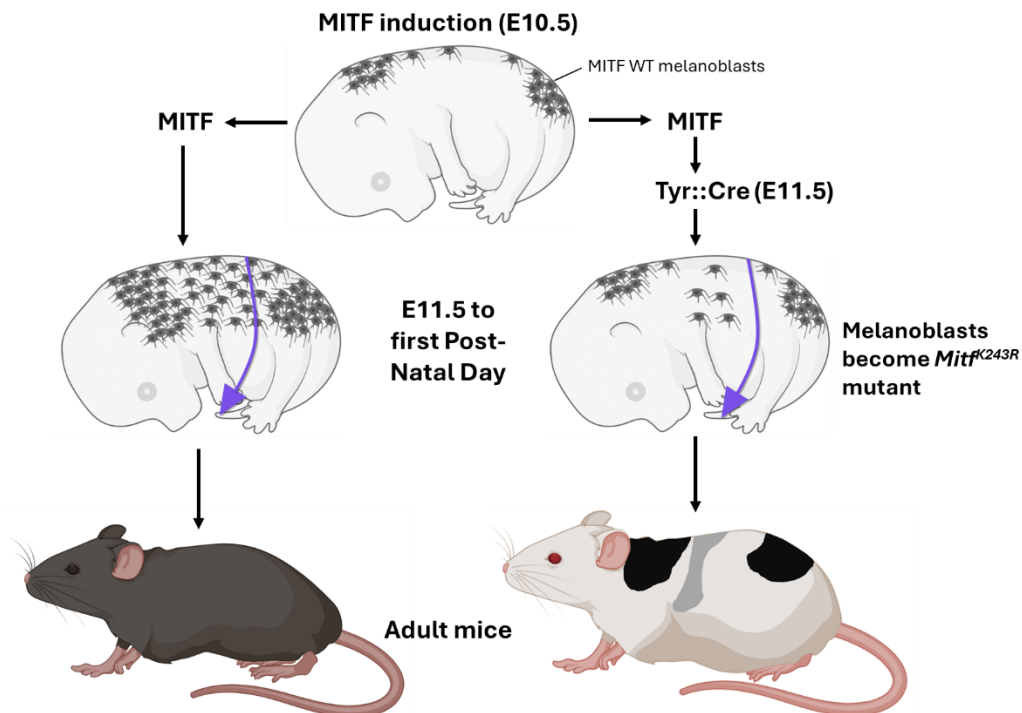 MITF induction (E10.5)
MITF WT melanoblasts
MITF
MITF
Tyr::Cre (E11.5)
E11.5 to
first Post-
Natal Day
Melanoblasts
become MitfK243R
mutant
Adult mice